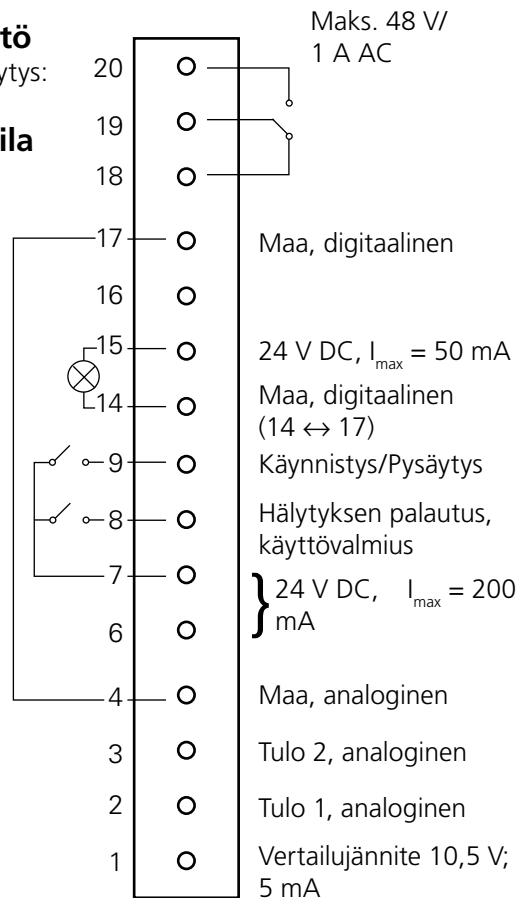 tö
ytys:
ila
Maks. 48 V/
1 A AC
20
19
18
17 Maa, digitaalinen
16
15 24 V DC, Imax = 50 mA
14 Maa, digitaalinen
(14 ↔ 17)
9 Käynnistys/Pysäytys
8 Hälytyksen palautus,
käyttövalmius
7 } 24 V DC, Imax = 200
mA
6
4 Maa, analoginen
3 Tulo 2, analoginen
2 Tulo 1, analoginen
1 Vertailujännite 10,5 V;
5 mA